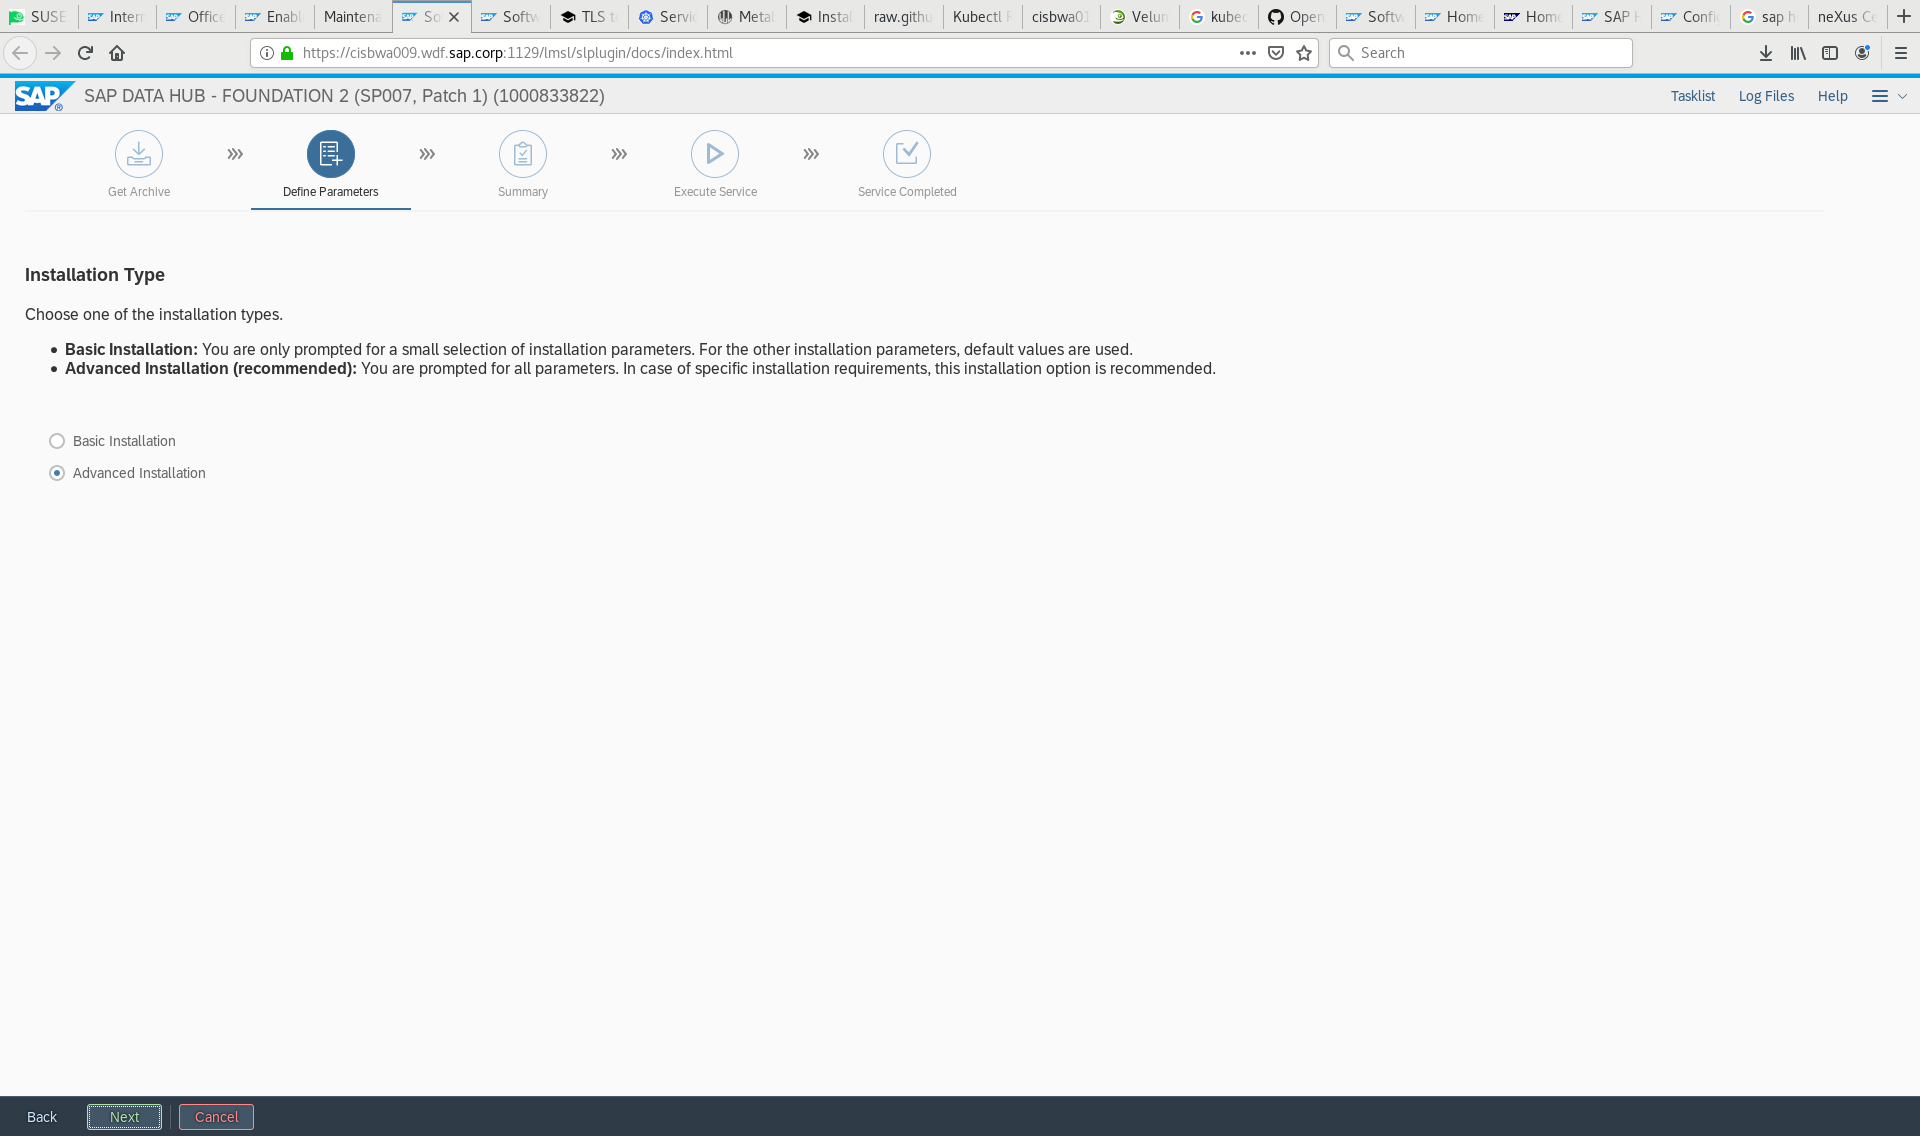 SUSE
Intern
Office
Enabl
Maintena
So
Softw
TLS t
Servic
Metal
Instal
raw.githu
Kubectl
cisbwa01
Velun
kubec
Open
Softw
Home
Home
SAP H
Config
sap h
neXus Ce
https://cisbwa009.wdf.sap.corp:1129/lmsl/slplugin/docs/index.html
Search
SAP
SAP DATA HUB - FOUNDATION 2 (SP007, Patch 1) (1000833822)
Tasklist
Log Files
Help
Get Archive
Define Parameters
Summary
Execute Service
Service Completed
Installation Type
Choose one of the installation types.
• Basic Installation: You are only prompted for a small selection of installation parameters. For the other installation parameters, default values are used.
• Advanced Installation (recommended): You are prompted for all parameters. In case of specific installation requirements, this installation option is recommended.
Basic Installation
Advanced Installation
Back
Next
Cancel